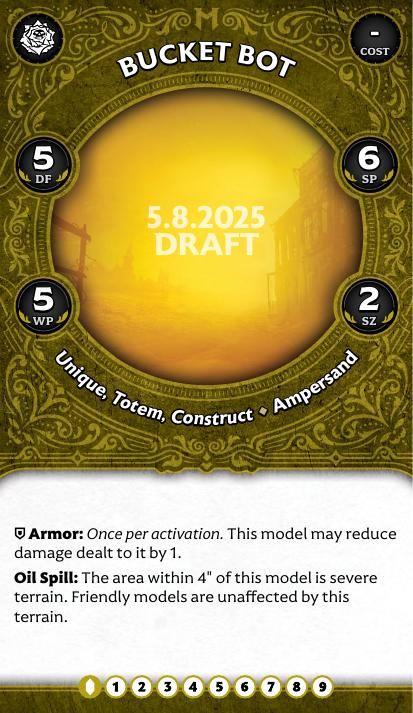 BUCKET BOT
-
COST
5
DF
6
SP
5.8.2025
DRAFT
5
WP
2
SZ
Unique, Totem, Construct • Ampersand
Armor: Once per activation. This model may reduce
damage dealt to it by 1.
Oil Spill: The area within 4" of this model is severe
terrain. Friendly models are unaffected by this
terrain.
1 2 3 4 5 6 7 8 9